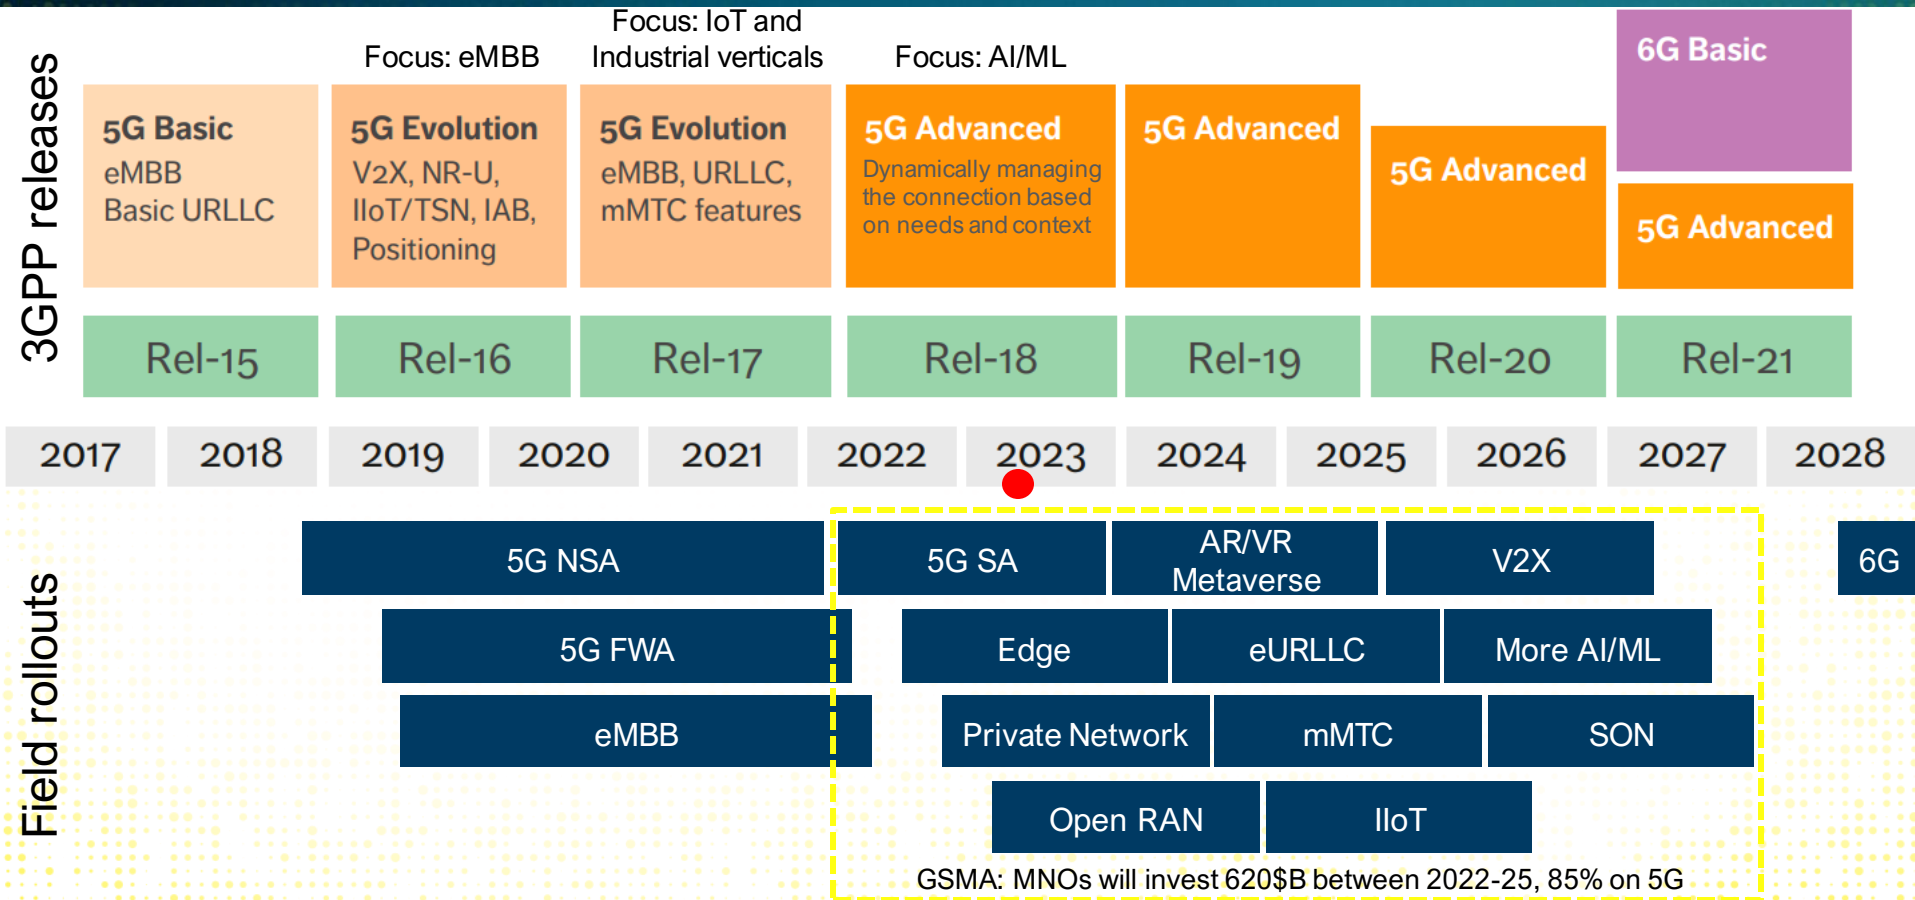 3GPP releases
Focus: eMBB
Focus: IoT and
Industrial verticals
Focus: AI/ML
5G Basic
eMBB
Basic URLLC
5G Evolution
V2X, NR-U,
IIoT/TSN, IAB,
Positioning
5G Evolution
eMBB, URLLC,
mMTC features
5G Advanced
Dynamically managing
the connection based
on needs and context
5G Advanced
5G Advanced
6G Basic
5G Advanced
Rel-15
Rel-16
Rel-17
Rel-18
Rel-19
Rel-20
Rel-21
2017
2018
2019
2020
2021
2022
2023
2024
2025
2026
2027
2028
Field rollouts
5G NSA
5G SA
AR/VR
Metaverse
V2X
6G
5G FWA
Edge
eURLLC
More AI/ML
eMBB
Private Network
mMTC
SON
Open RAN
IIoT
GSMA: MNOs will invest 620$B between 2022-25, 85% on 5G